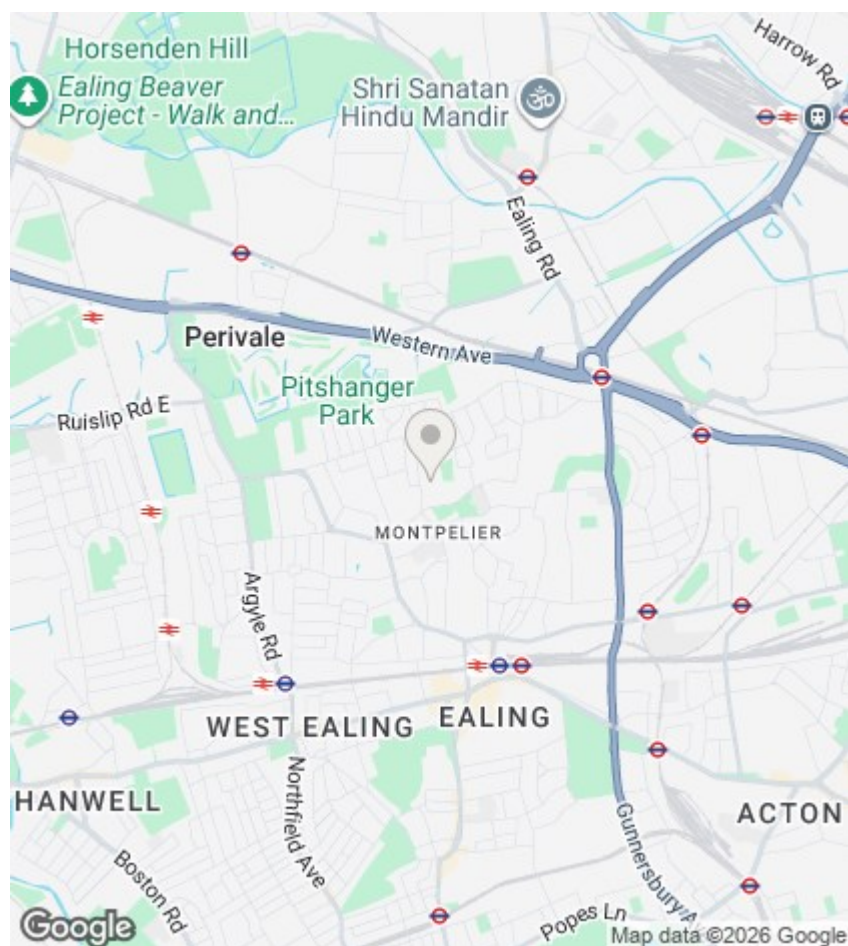 Horsenden Hill
Harrow Rd
Ealing Beaver
Project - Walk and...
Shri Sanatan
Hindu Mandir
Ealing Rd
Perivale
Western Ave
Pitshanger
Park
Ruislip Rd E
MONTPELIER
Argyle Rd
WEST EALING
EALING
HANWELL
Northfield Ave
ACTON
Boston Rd
Gunnersbury A
Popes Ln
Google
Map data ©2026 Google